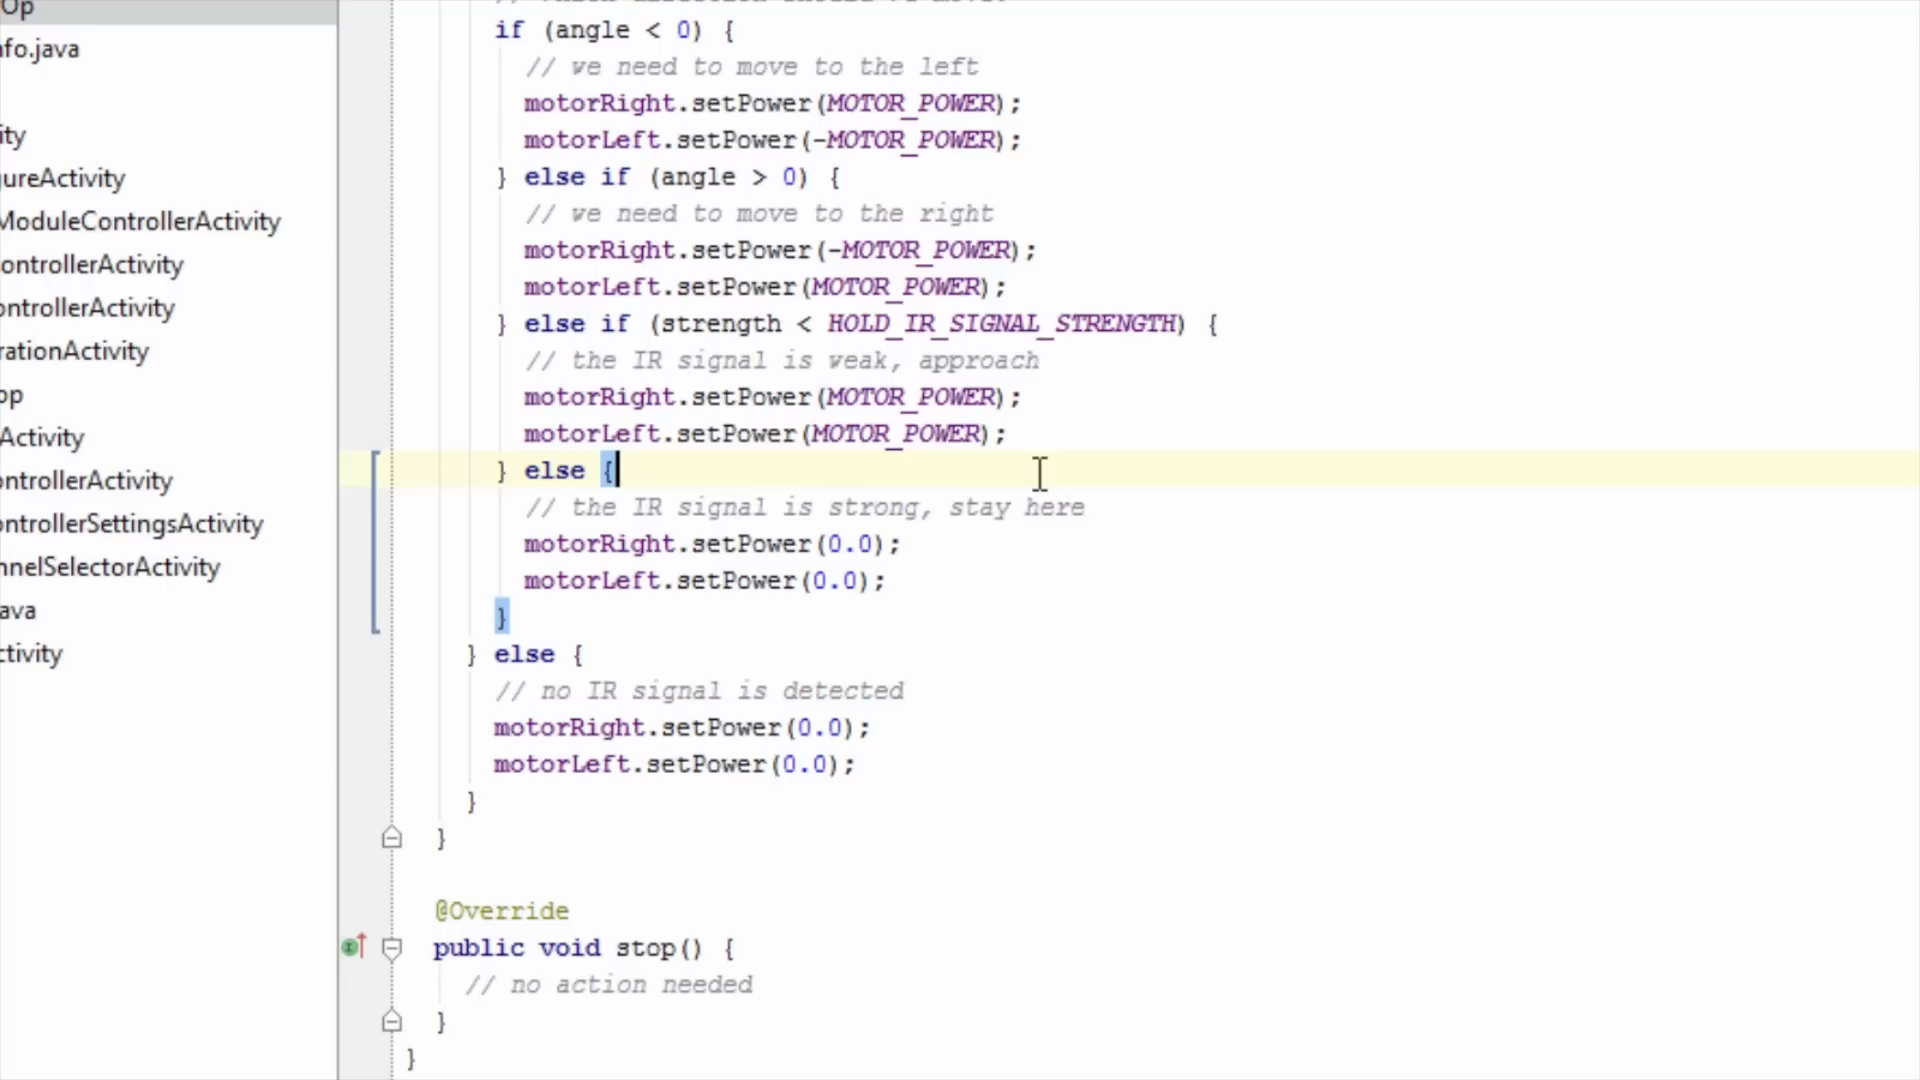 Op
nfo.java
ity
gureActivity
ModuleControllerActivity
ontrollerActivity
ontrollerActivity
rationActivity
op
Activity
ontrollerActivity
ontrollerSettingsActivity
nnelSelectorActivity
ava
ctivity
if (angle < 0) {
// we need to move to the left
motorRight.setPower(MOTOR_POWER);
motorLeft.setPower(-MOTOR_POWER);
} else if (angle > 0) {
// we need to move to the right
motorRight.setPower(-MOTOR_POWER);
motorLeft.setPower(MOTOR_POWER);
} else if (strength < HOLD_IR_SIGNAL_STRENGTH) {
// the IR signal is weak, approach
motorRight.setPower(MOTOR_POWER);
motorLeft.setPower(MOTOR_POWER);
} else {
// the IR signal is strong, stay here
motorRight.setPower(0.0);
motorLeft.setPower(0.0);
}
} else {
// no IR signal is detected
motorRight.setPower(0.0);
motorLeft.setPower(0.0);
}
}
@Override
public void stop() {
// no action needed
}
}